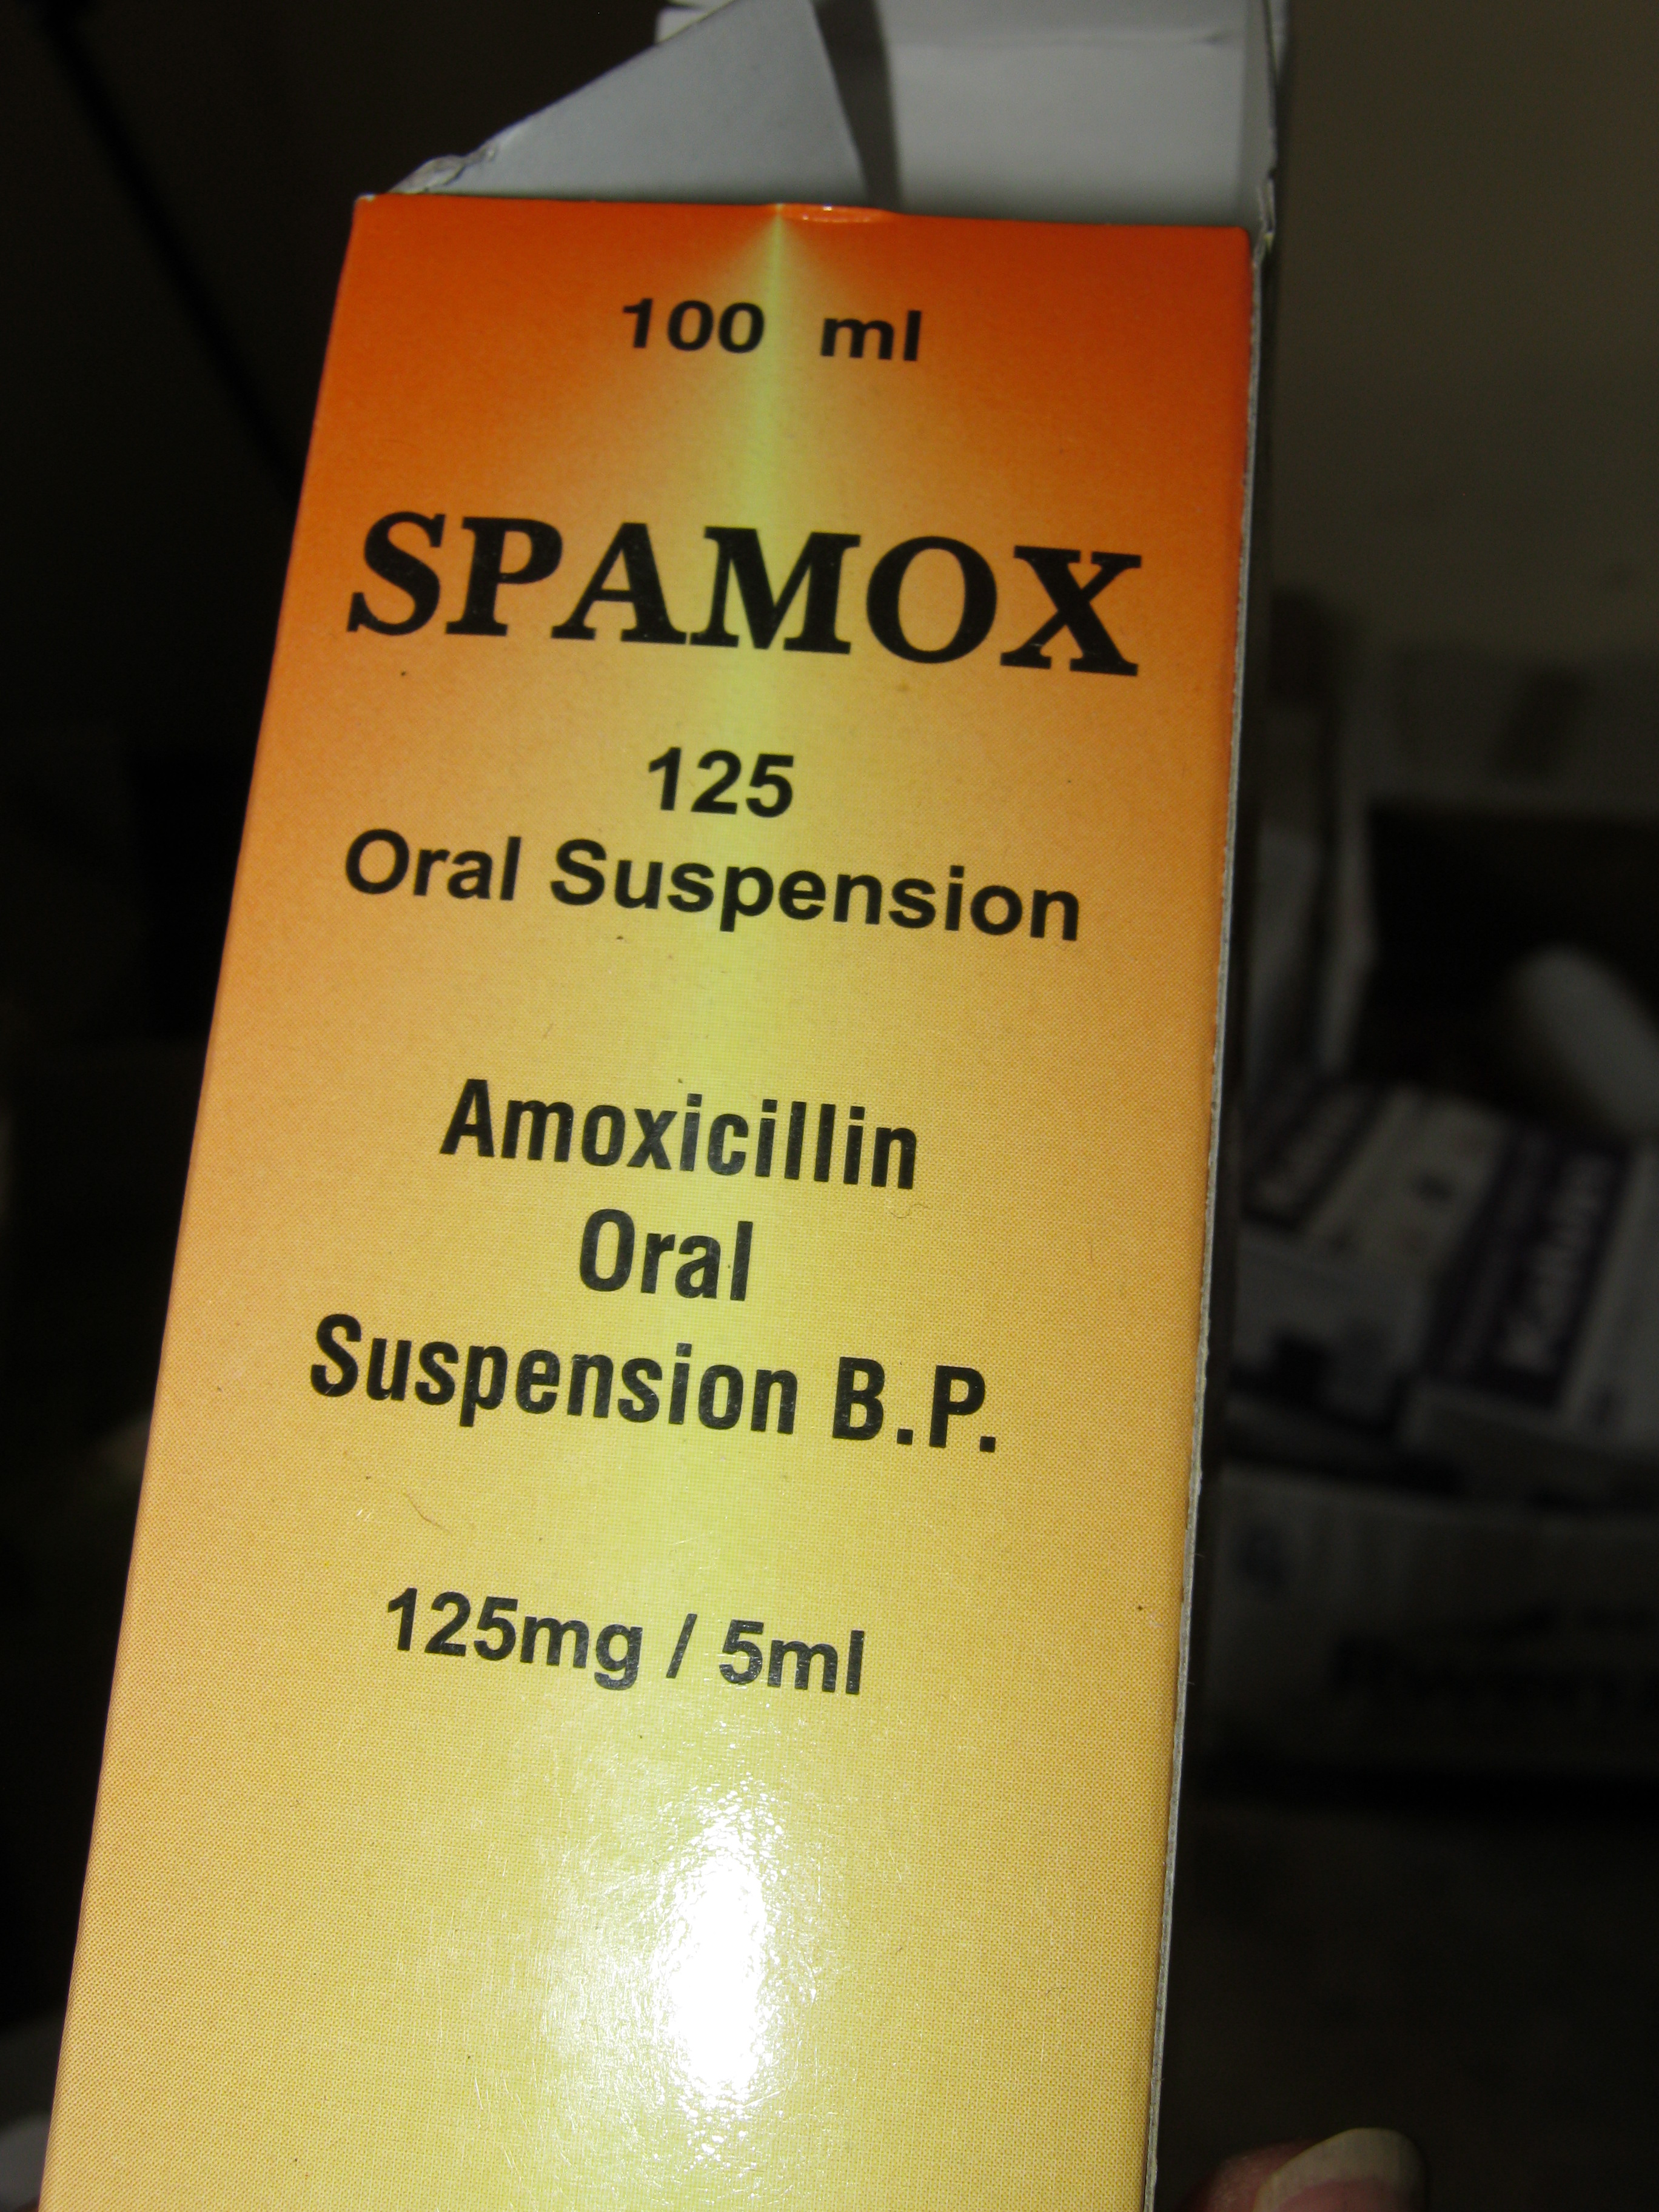 100 ml
SPAMOX
125
Oral Suspension
Amoxicillin
Oral
Suspension B.P.
125mg / 5ml